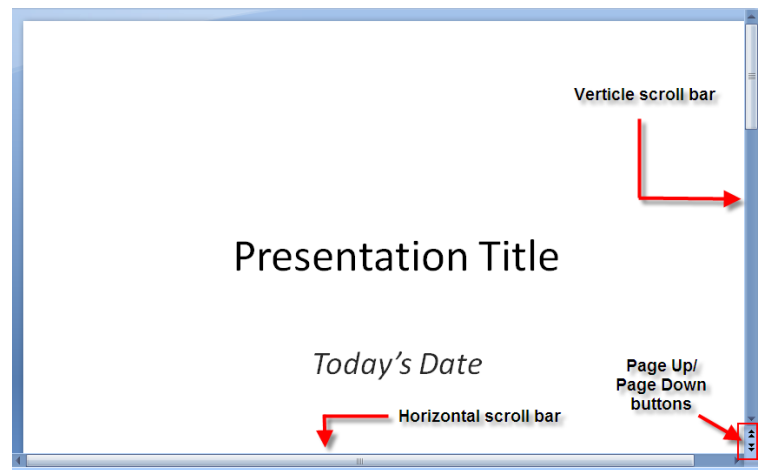 Verticle scroll bar
Presentation Title
Today's Date
Page Up/
Page Down
buttons
Horizontal scroll bar